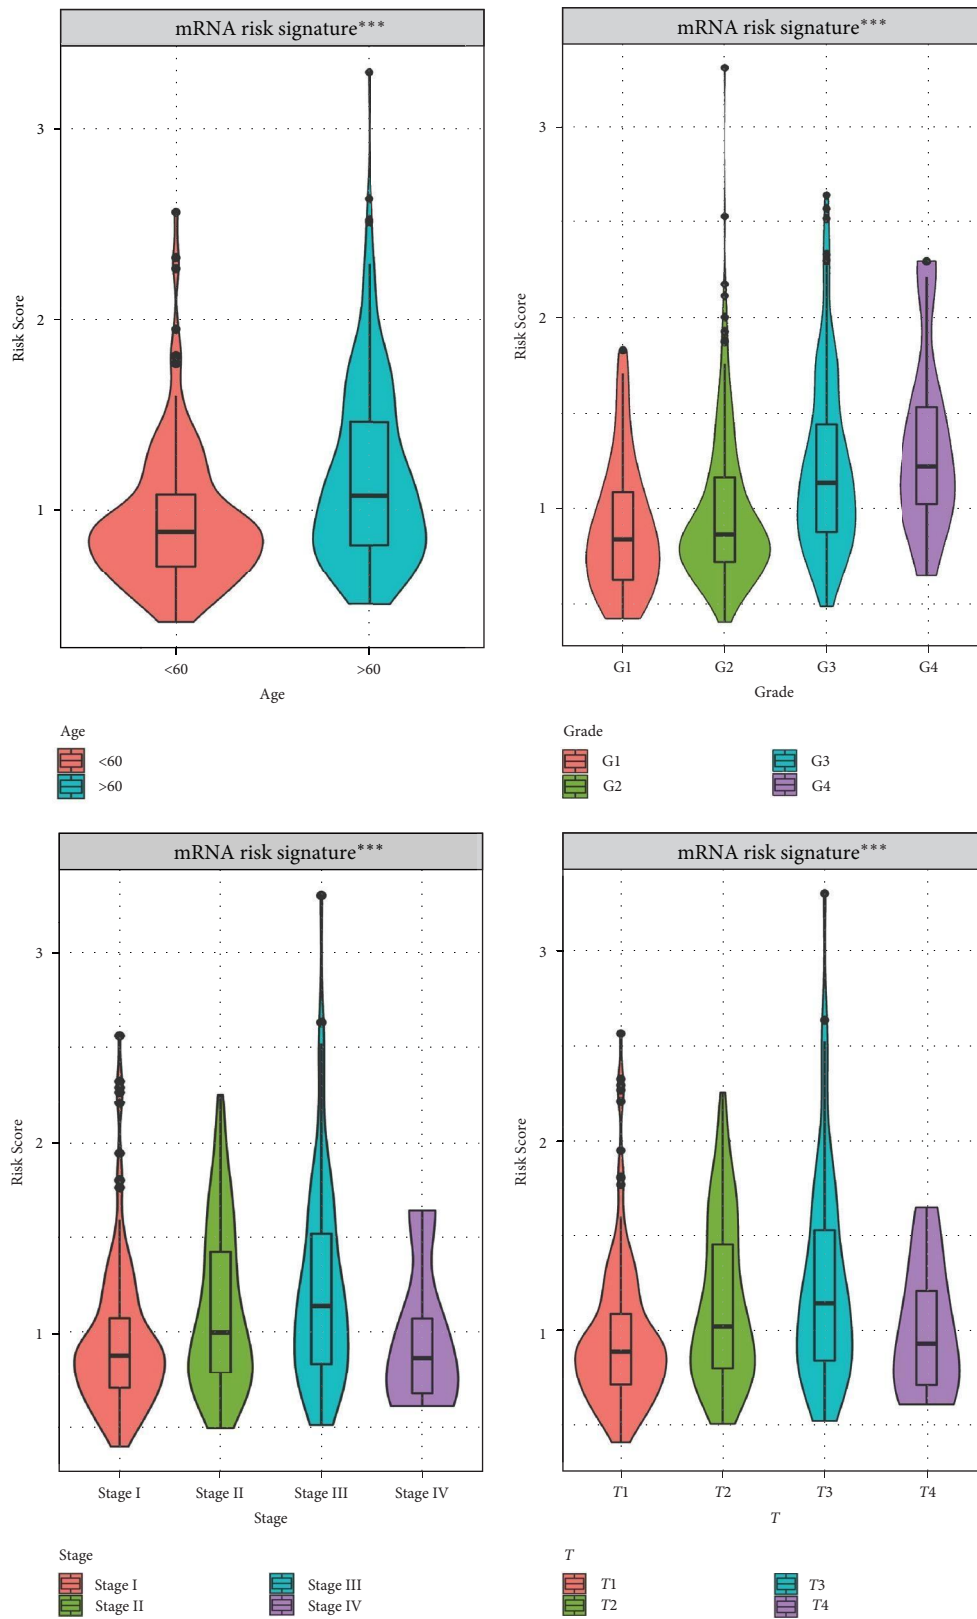 mRNA risk signature***
3
2
1
Risk Score
<60
>60
Age
Age
<60
>60
mRNA risk signature***
3
2
1
Risk Score
G1 G2 G3 G4
Grade
Grade
G1 G3
G2 G4
mRNA risk signature***
3
2
1
Risk Score
Stage I Stage II Stage III Stage IV
Stage
Stage
Stage I Stage III
Stage II Stage IV
mRNA risk signature***
3
2
1
Risk Score
T1 T2 T3 T4
T
T
T1 T3
T2 T4